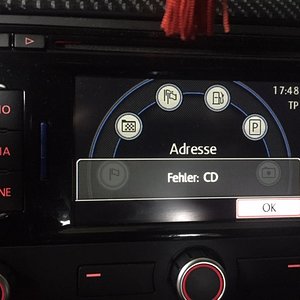 17:48
TP
P
Adresse
Fehler: CD
OK